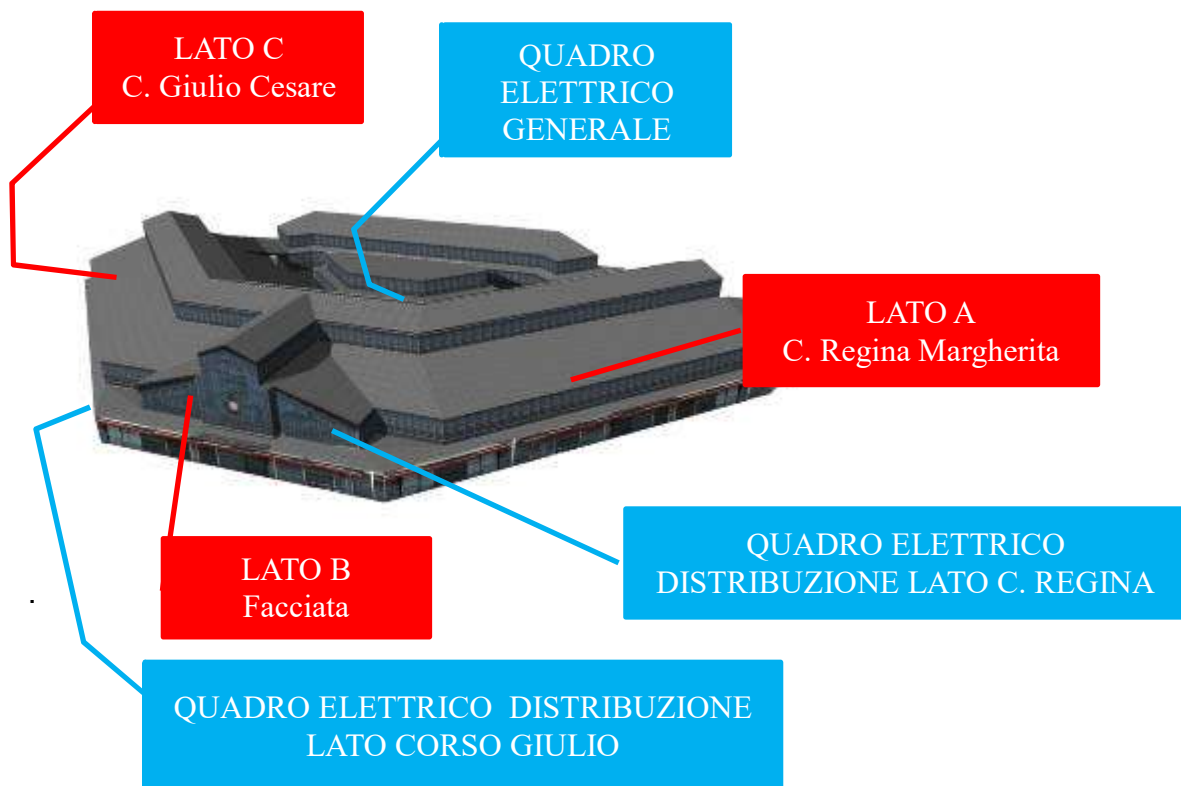 LATO C
C. Giulio Cesare
QUADRO
ELETTRICO
GENERALE
LATO A
C. Regina Margherita
QUADRO ELETTRICO
DISTRIBUZIONE LATO C. REGINA
LATO B
Facciata
.
QUADRO ELETTRICO DISTRIBUZIONE
LATO CORSO GIULIO